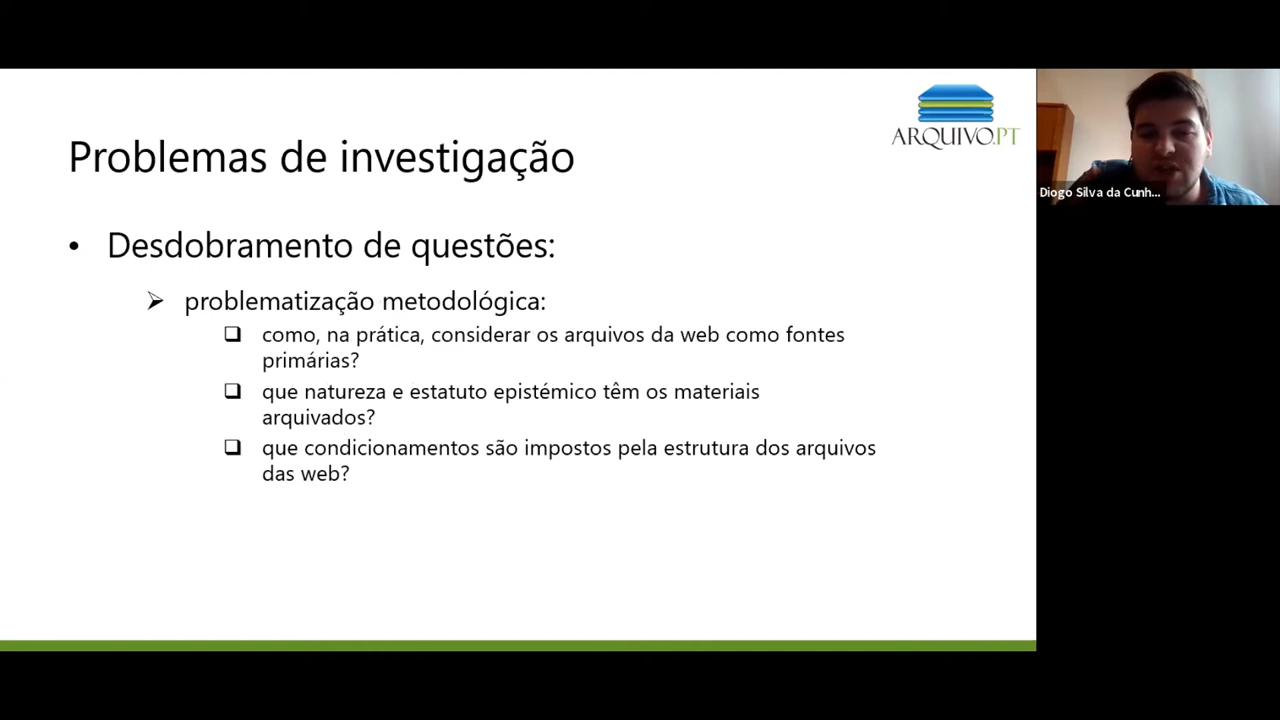 ARQUIVO.PT
Problemas de investigação
Diogo Silva da Cunh...
• Desdobramento de questões:
➢ problematização metodológica:
❑ como, na prática, considerar os arquivos da web como fontes
primárias?
❑ que natureza e estatuto epistémico têm os materiais
arquivados?
❑ que condicionamentos são impostos pela estrutura dos arquivos
das web?